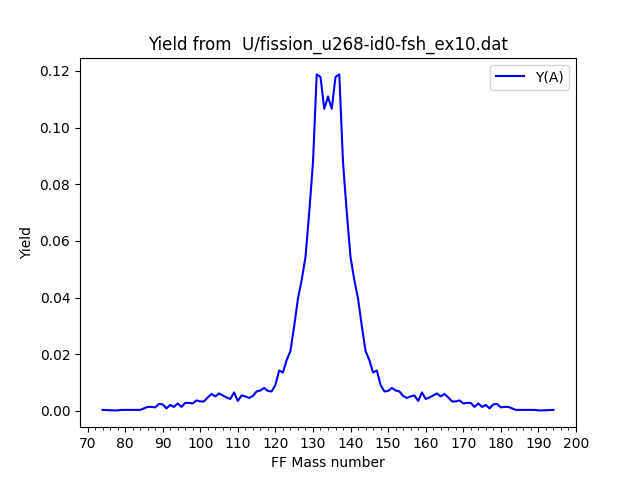 Yield from  U/fission_u268-id0-fsh_ex10.dat
Y(A)
0.12
0.10
0.08
0.06
0.04
0.02
0.00
Yield
70 80 90 100 110 120 130 140 150 160 170 180 190 200
FF Mass number